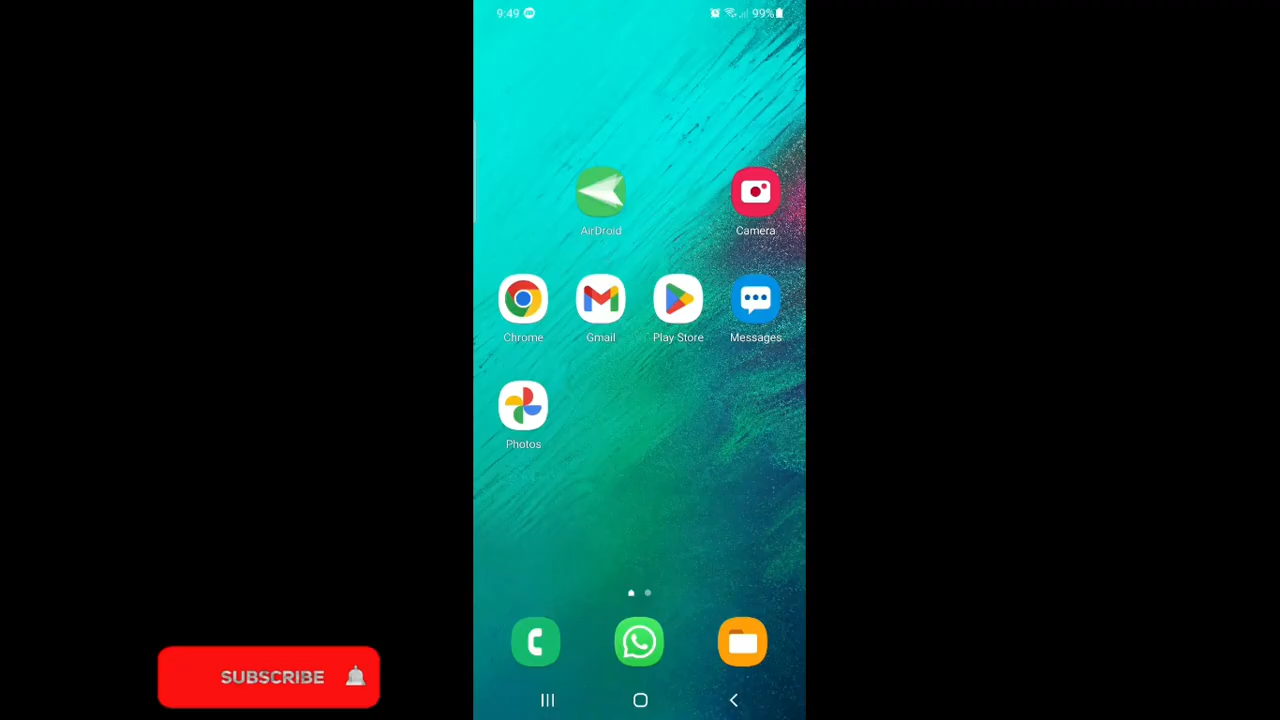 9:49
99%
AirDroid
Camera
Chrome
Gmail
Play Store
Messages
Photos
SUBSCRIBE